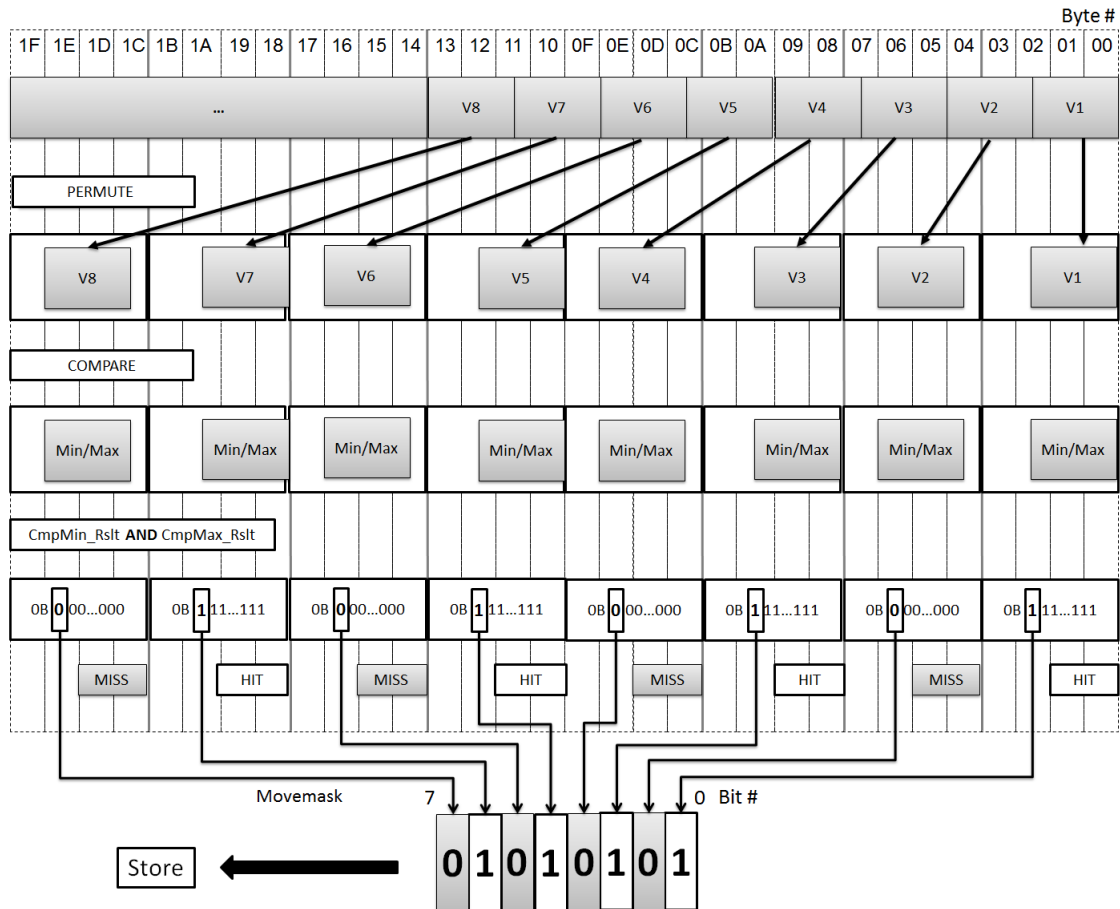 Byte #
1F 1E 1D 1C 1B 1A 19 18 17 16 15 14 13 12 11 10 0F 0E 0D 0C 0B 0A 09 08 07 06 05 04 03 02 01 00
... V8 V7 V6 V5 V4 V3 V2 V1
PERMUTE
V8 V7 V6 V5 V4 V3 V2 V1
COMPARE
Min/Max Min/Max Min/Max Min/Max Min/Max Min/Max Min/Max Min/Max
CmpMin_Rslt AND CmpMax_Rslt
0B 0 00...000 0B 1 11...111 0B 0 00...000 0B 1 11...111 0B 0 00...000 0B 1 11...111 0B 0 00...000 0B 1 11...111
MISS HIT MISS HIT MISS HIT MISS HIT
Movemask 7 0 Bit #
Store 0 1 0 1 0 1 0 1